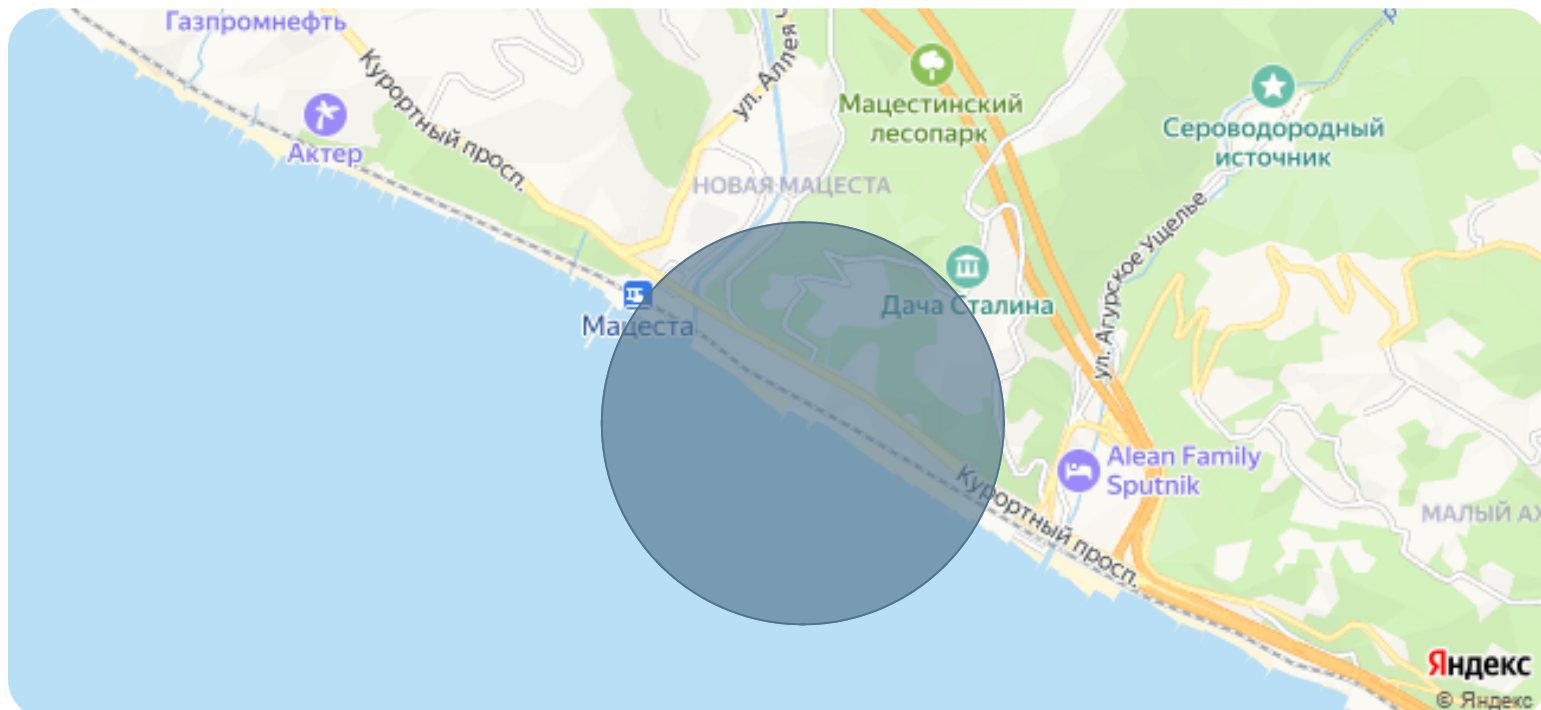 Газпромнефть
Актер
Курортный просп.
ул. Аллея
Мацестинский
лесопарк
Сероводородный
источник
НОВАЯ МАЦЕСТА
ул. Агурское Ущелье
Дача Сталина
Мацеста
Курортный просп.
Alean Family
Sputnik
МАЛЫЙ АХ
Яндекс
© Яндекс